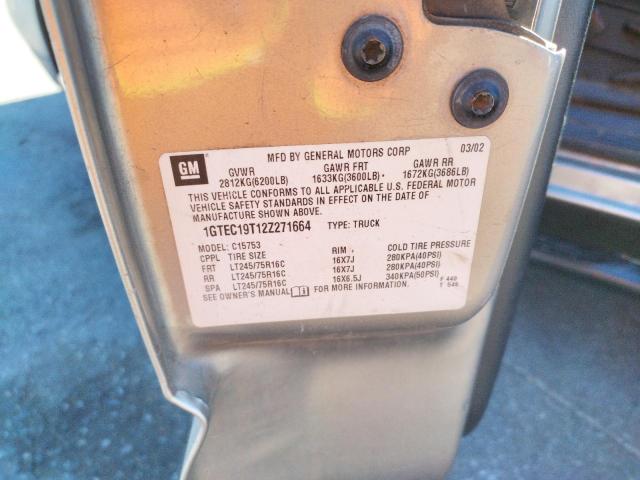 GM
MFD BY GENERAL MOTORS CORP 03/02
GVWR GAWR FRT GAWR RR
2812KG(6200LB) 1633KG(3600LB) 1672KG(3686LB)
THIS VEHICLE CONFORMS TO ALL APPLICABLE U.S. FEDERAL MOTOR
VEHICLE SAFETY STANDARDS IN EFFECT ON THE DATE OF
MANUFACTURE SHOWN ABOVE.
1GTEC19T12Z271664 TYPE: TRUCK
MODEL: C15753
CPPL TIRE SIZE RIM COLD TIRE PRESSURE
FRT LT245/75R16C 16X7J 280KPA(40PSI)
RR LT245/75R16C 16X7J 280KPA(40PSI)
SPA LT245/75R16C 16X6.5J 340KPA(50PSI)
SEE OWNER'S MANUAL FOR MORE INFORMATION.